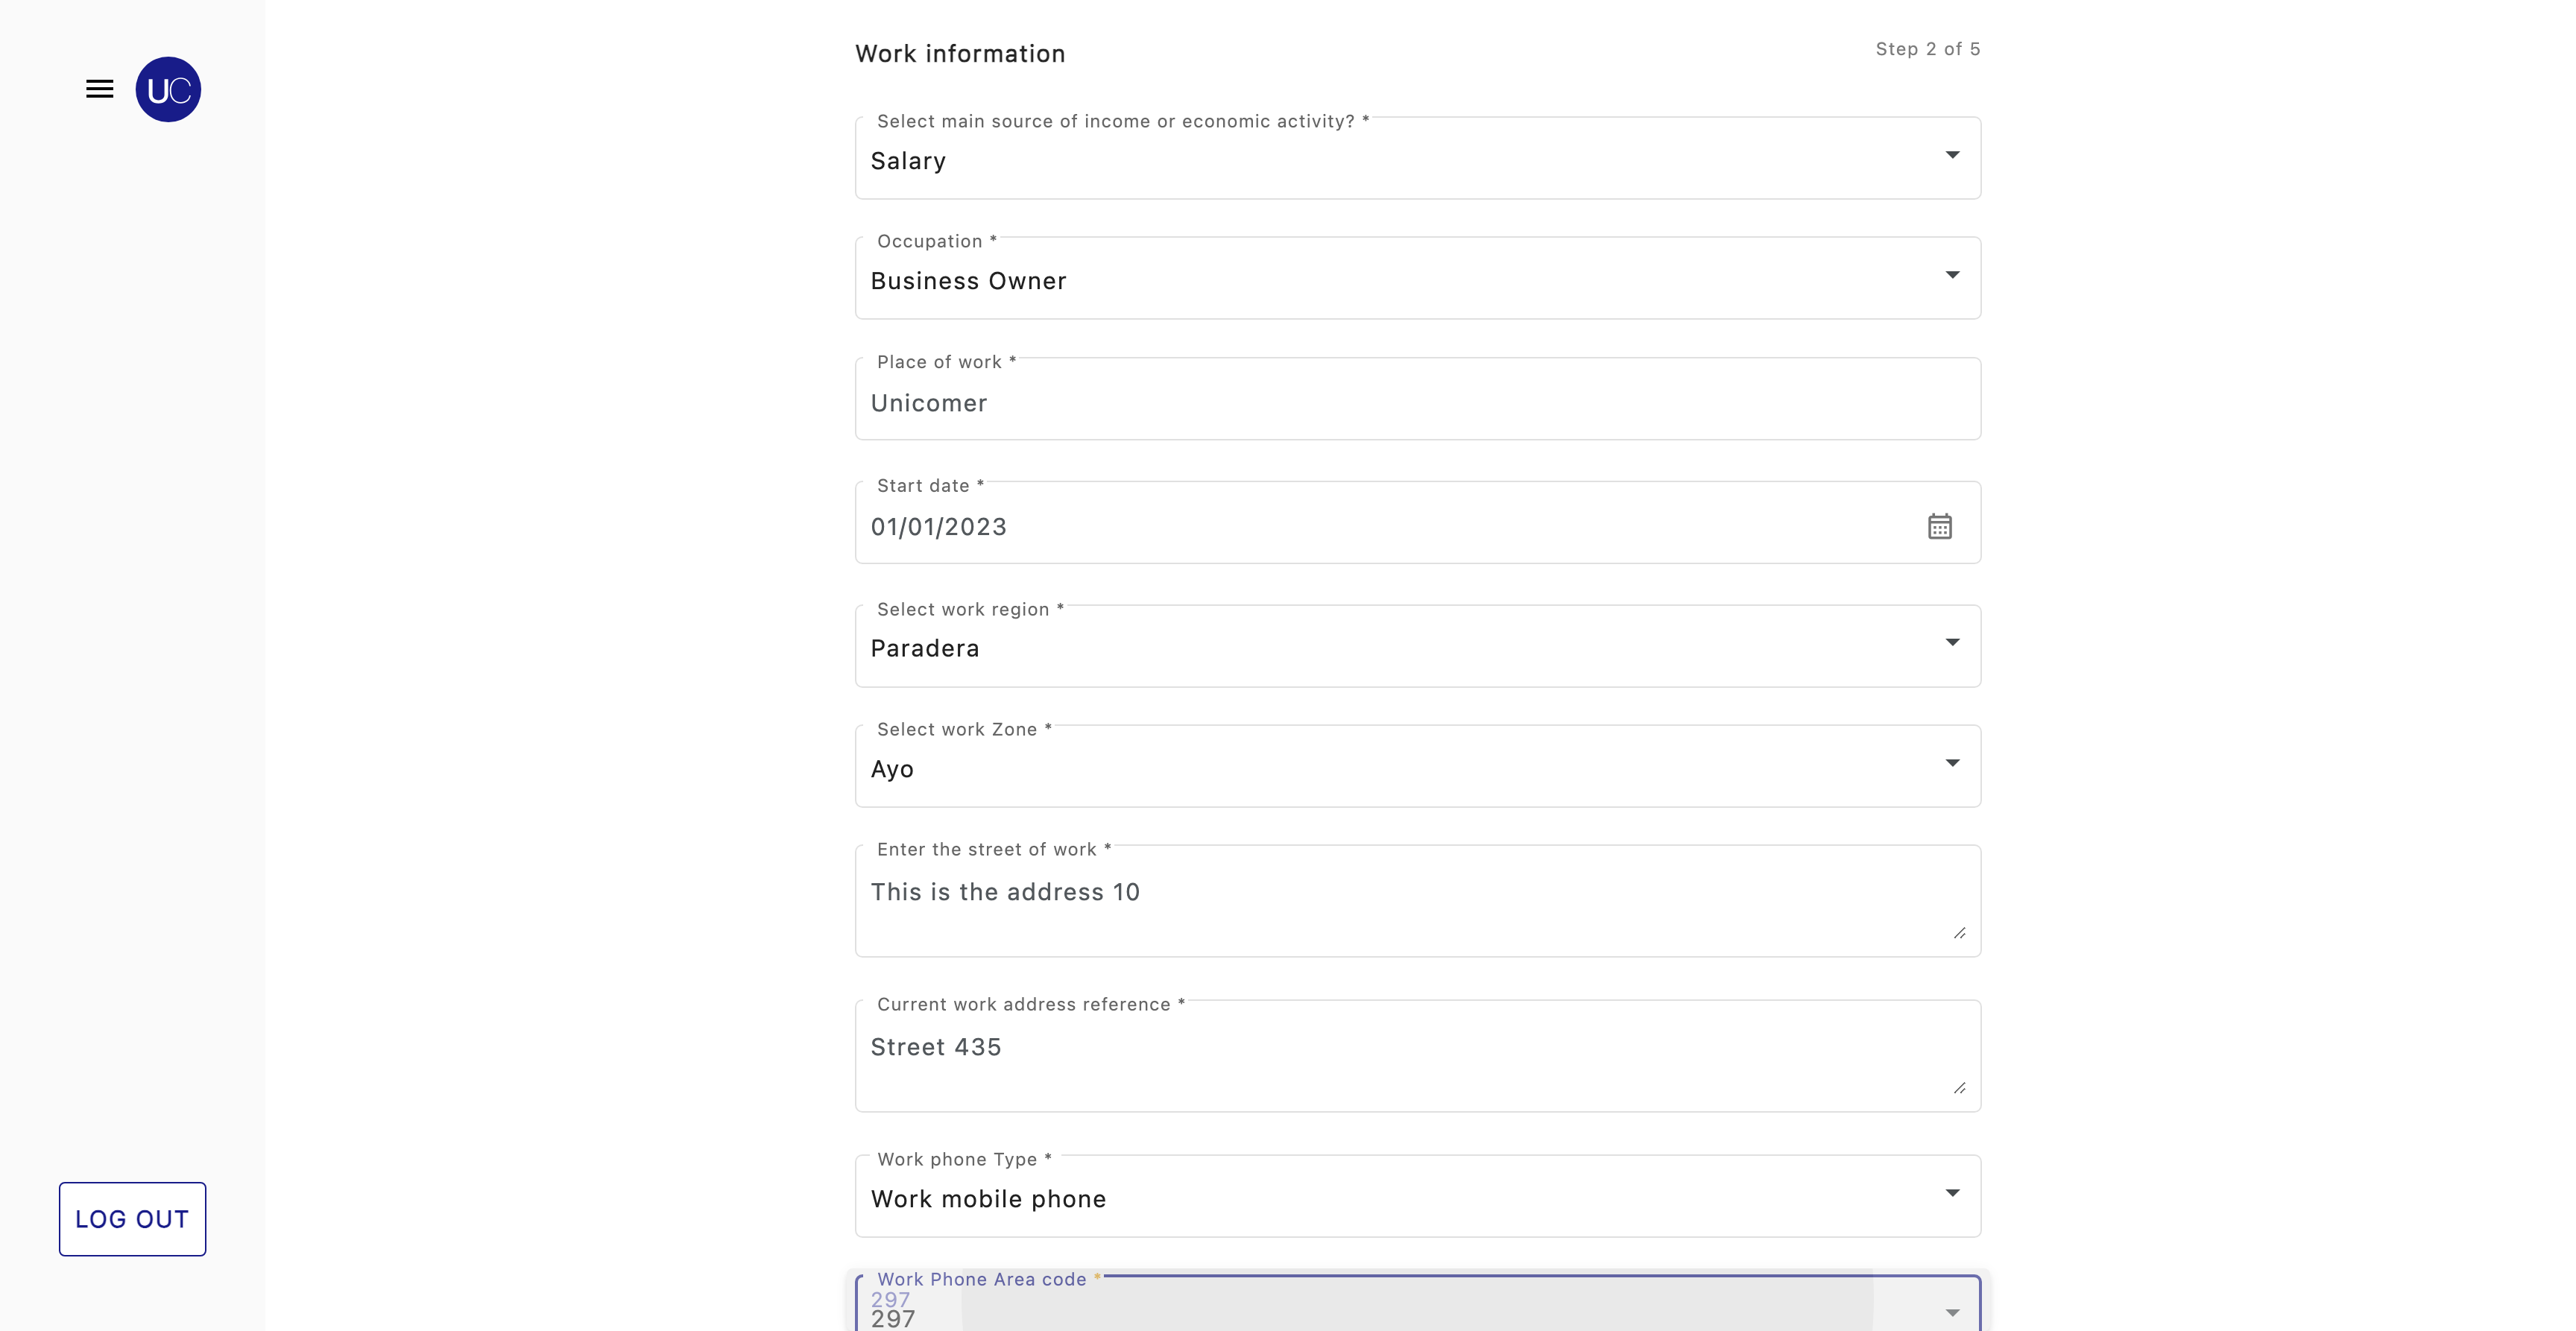 UC
Work information
Step 2 of 5
Select main source of income or economic activity? *
Salary
Occupation *
Business Owner
Place of work *
Unicomer
Start date *
01/01/2023
Select work region *
Paradera
Select work Zone *
Ayo
Enter the street of work *
This is the address 10
Current work address reference *
Street 435
Work phone Type *
Work mobile phone
Work Phone Area code *
297
297
LOG OUT